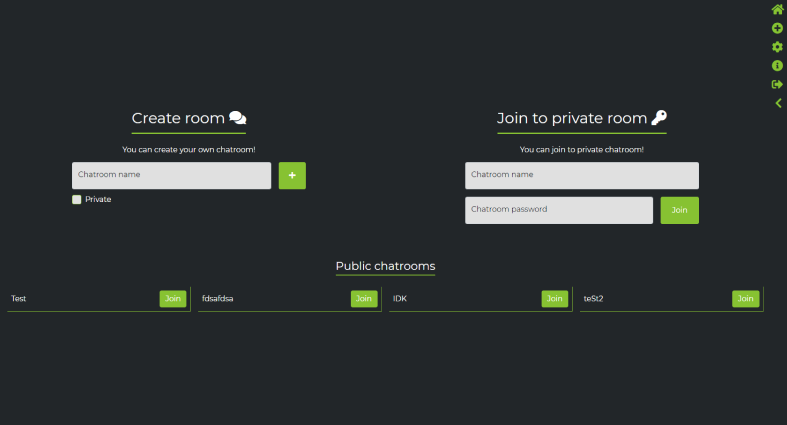 Create room
You can create your own chatroom!
Chatroom name
+
Private
Join to private room
You can join to private chatroom!
Chatroom name
Chatroom password
Join
Public chatrooms
Test Join
fdsafdsa Join
IDK Join
teSt2 Join